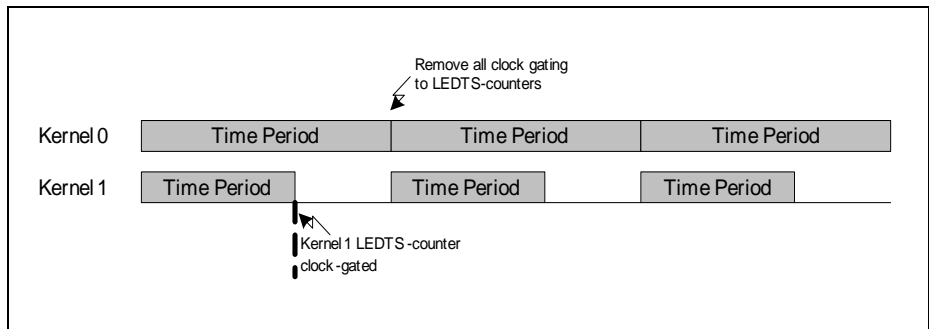 Remove all clock gating
to LEDTS-counters
Kernel 0
Time Period
Time Period
Time Period
Kernel 1
Time Period
Time Period
Time Period
Kernel 1 LEDTS -counter
clock -gated